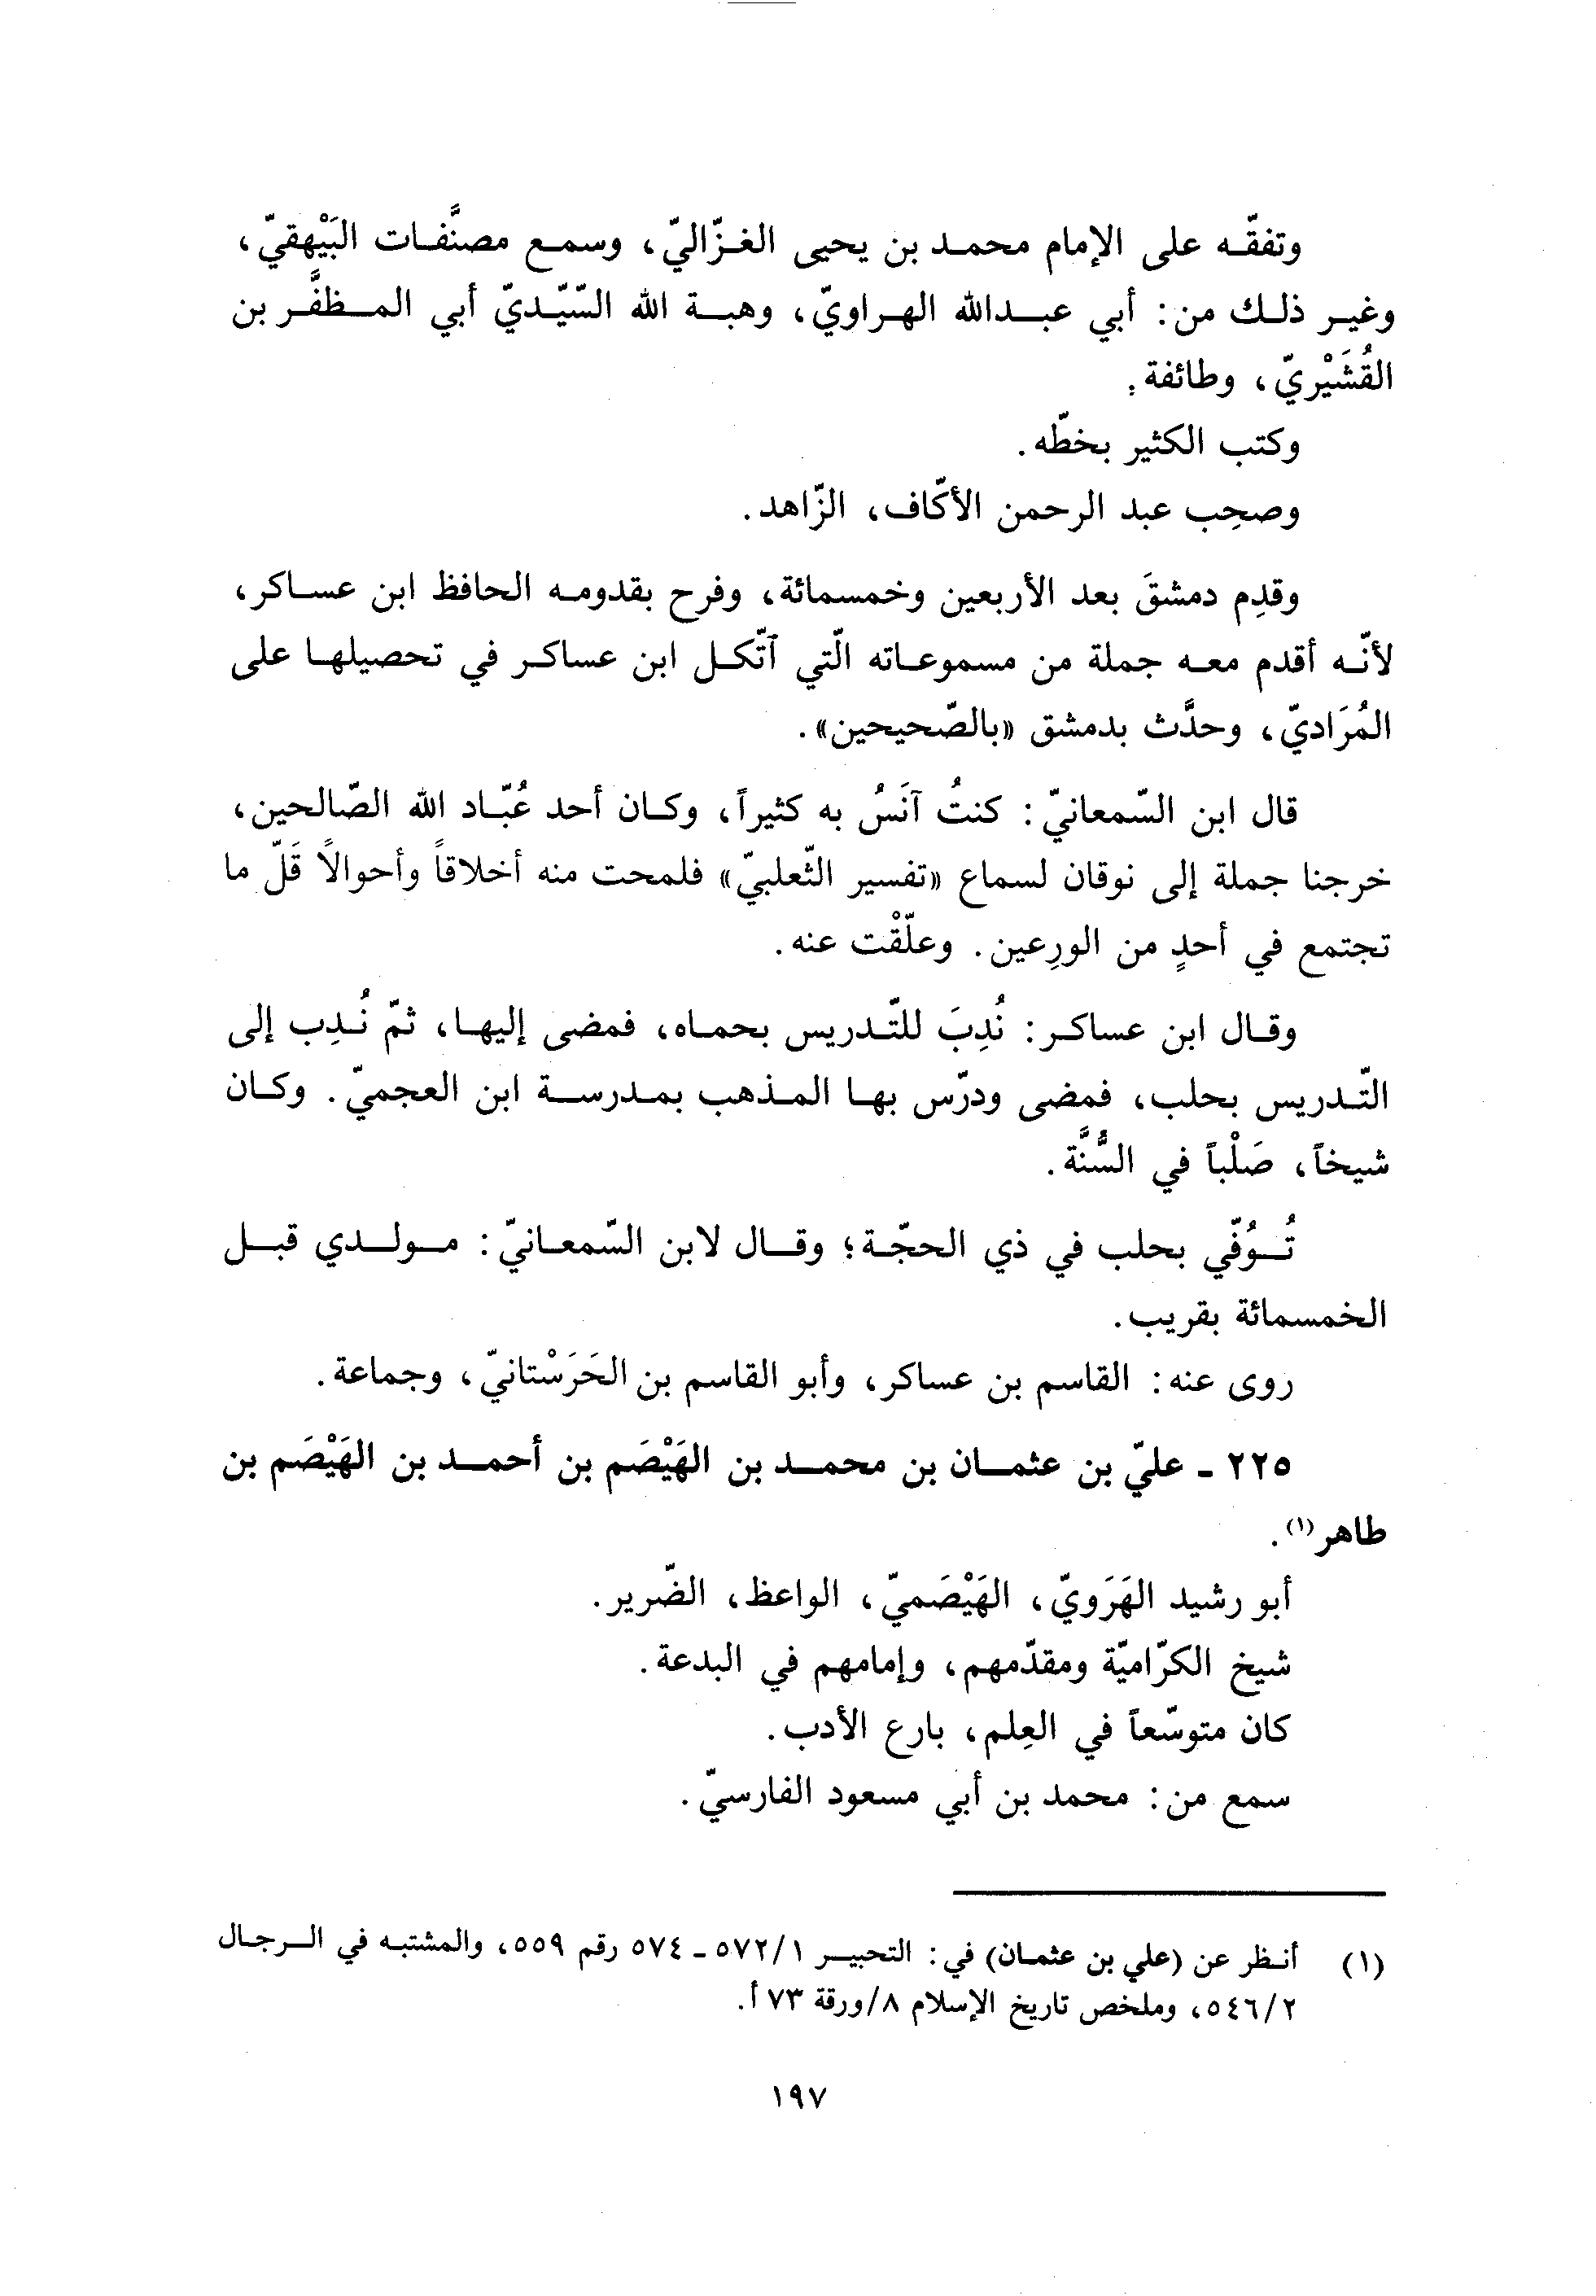 وتفقّه على الإمام محمد بن يحيى الغزّاليّ، وسمع مصنَّفات البَيْهقيّ،
وغير ذلك من: أبي عبدالله الهراويّ، وهبة الله السّيّديّ أبي المظفَّر بن
القُشَيْريّ، وطائفة.
وكتب الكثير بخطّه.
وصحِب عبد الرحمن الأكّاف، الزّاهد.
وقدِم دمشقَ بعد الأربعين وخمسمائة، وفرح بقدومه الحافظ ابن عساكر،
لأنّه أقدم معه جملة من مسموعاته الّتي آتّكل ابن عساكر في تحصيلها على
المُرَاديّ، وحدَّث بدمشق «بالصّحيحين».
قال ابن السّمعانيّ: كنتُ آنَسُ به كثيراً، وكان أحد عُبّاد الله الصّالحين،
خرجنا جملة إلى نوقان لسماع «تفسير الثّعلبيّ» فلمحت منه أخلاقاً وأحوالًا قَلّ ما
تجتمع في أحدٍ من الورِعين. وعلّقْت عنه.
وقال ابن عساكر: نُدِبَ للتّدريس بحماه، فمضى إليها، ثمّ نُدِب إلى
التّدريس بحلب، فمضى ودرّس بها المذهب بمدرسة ابن العجميّ. وكان
شيخاً، صَلْباً في السُّنَّة.
تُوُفّي بحلب في ذي الحجّة؛ وقال لابن السّمعانيّ: مولدي قبل
الخمسمائة بقريب.
روى عنه: القاسم بن عساكر، وأبو القاسم بن الحَرَسْتانيّ، وجماعة.
٢٢٥ - عليّ بن عثمان بن محمد بن الهَيْصَم بن أحمد بن الهَيْصَم بن
طاهر(١).
أبو رشيد الهَرَويّ، الهَيْصَميّ، الواعظ، الضّرير.
شيخ الكرّاميّة ومقدّمهم، وإمامهم في البدعة.
كان متوسّعاً في العِلم، بارع الأدب.
سمع من: محمد بن أبي مسعود الفارسيّ.
(١) أنظر عن (علي بن عثمان) في: التحبير ٥٧٢/١ - ٥٧٤ رقم ٥٥٩، والمشتبه في الرجال
٥٤٦/٢، وملخص تاريخ الإسلام ٨/ورقة ٧٣ أ.
١٩٧